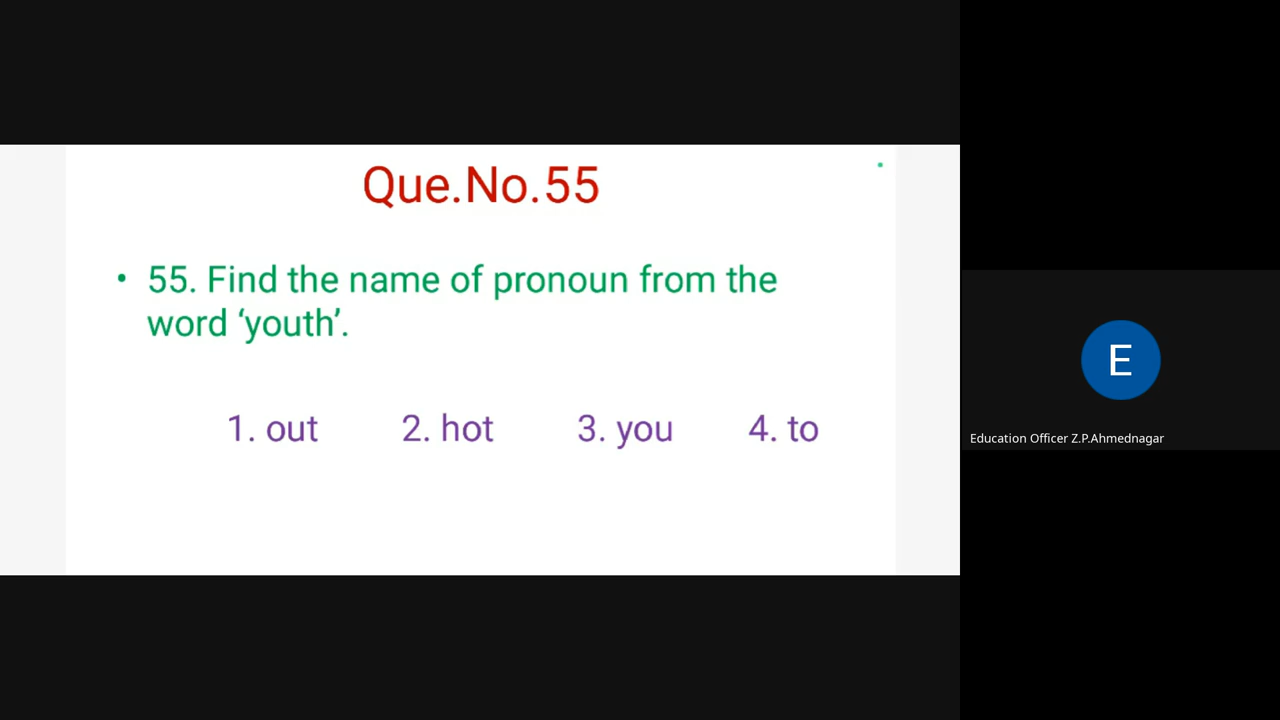 Que.No.55
• 55. Find the name of pronoun from the
word ‘youth’.
1. out 2. hot 3. you 4. to
E
Education Officer Z.P.Ahmednagar